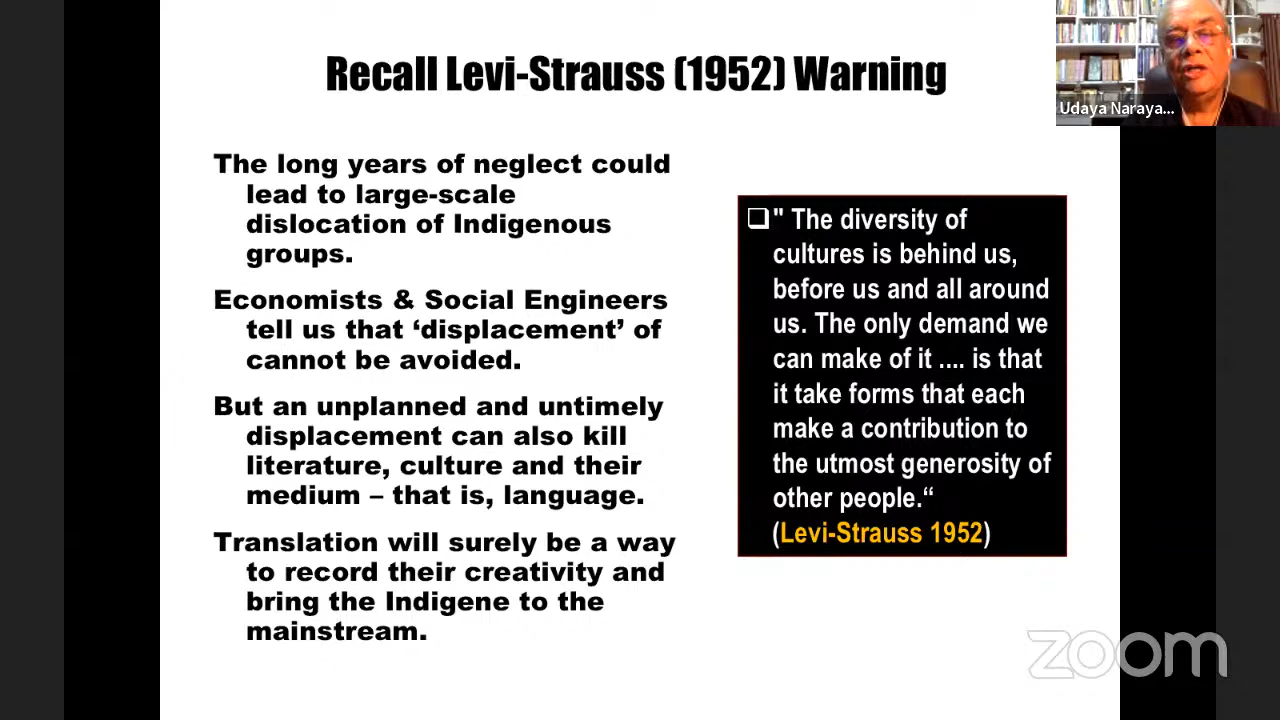 Recall Levi-Strauss (1952) Warning
The long years of neglect could
lead to large-scale
dislocation of Indigenous
groups.
Economists & Social Engineers
tell us that ‘displacement’ of
cannot be avoided.
But an unplanned and untimely
displacement can also kill
literature, culture and their
medium – that is, language.
Translation will surely be a way
to record their creativity and
bring the Indigene to the
mainstream.
" The diversity of
cultures is behind us,
before us and all around
us. The only demand we
can make of it .... is that
it take forms that each
make a contribution to
the utmost generosity of
other people.“
(Levi-Strauss 1952)
Udaya Naraya...
zoom